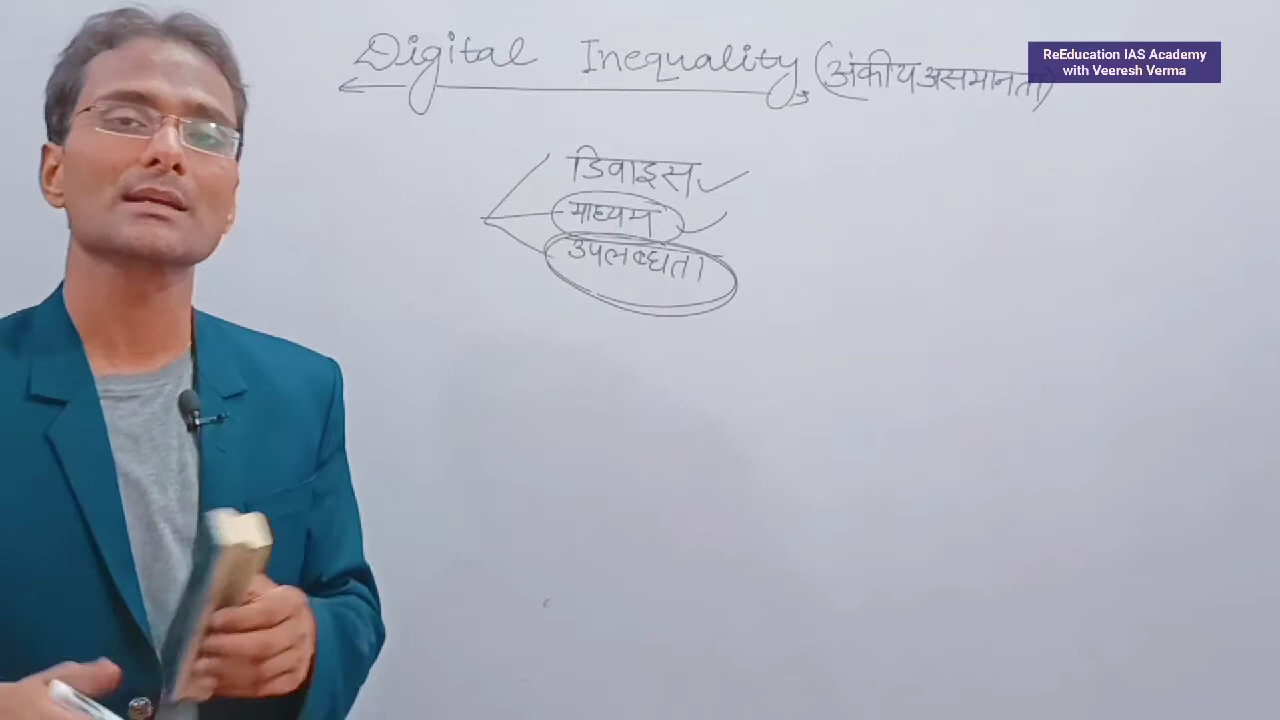 Digital Inequality, (अंकीय असमानता)
ReEducation IAS Academy
with Veeresh Verma
डिवाइस
माध्यम
उपलब्धता